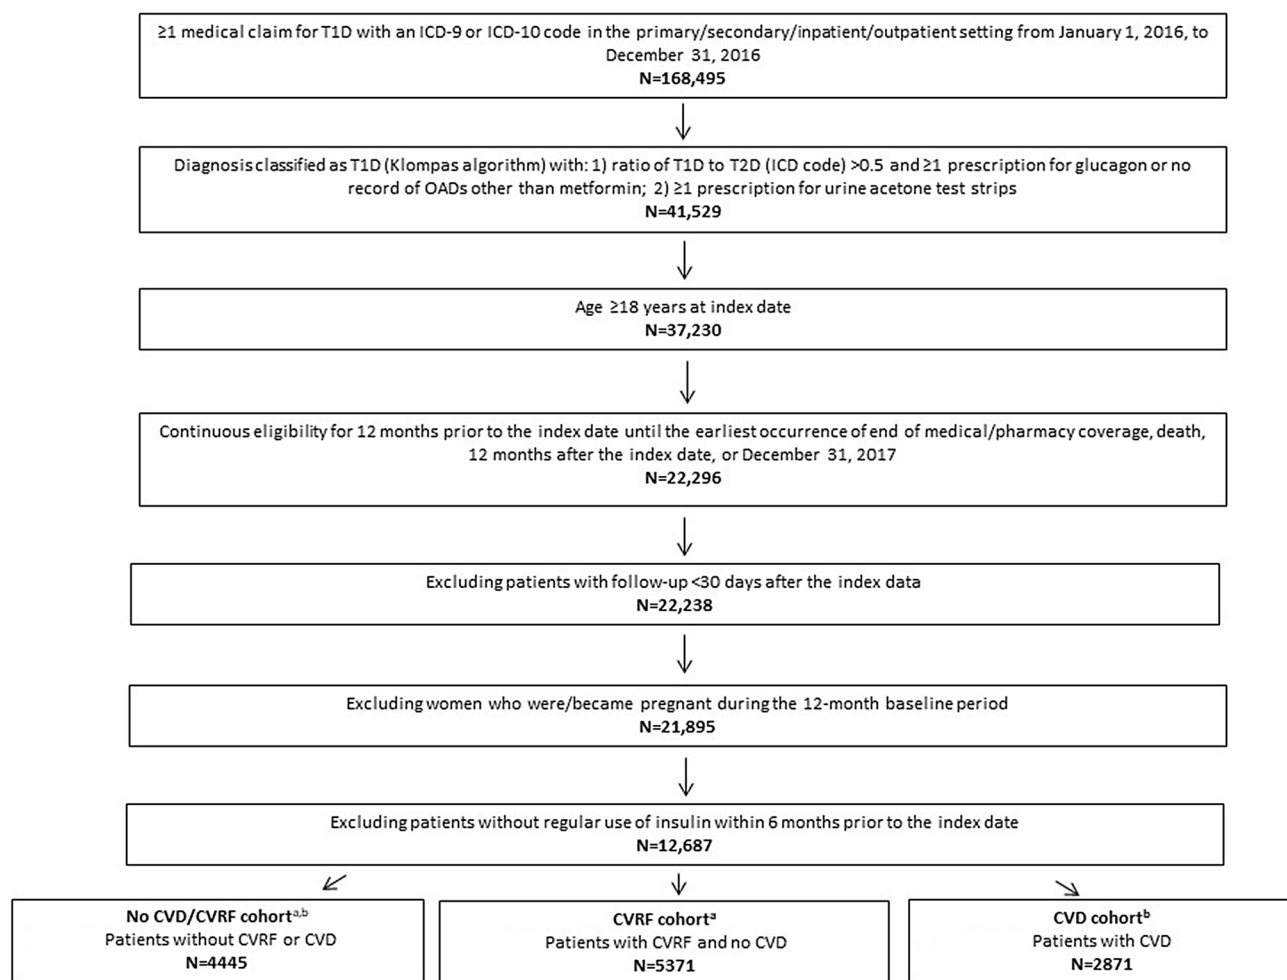 ≥1 medical claim for T1D with an ICD-9 or ICD-10 code in the primary/secondary/inpatient/outpatient setting from January 1, 2016, to
December 31, 2016
N=168,495
Diagnosis classified as T1D (Klompas algorithm) with: 1) ratio of T1D to T2D (ICD code) >0.5 and ≥1 prescription for glucagon or no
record of OADs other than metformin; 2) ≥1 prescription for urine acetone test strips
N=41,529
Age ≥18 years at index date
N=37,230
Continuous eligibility for 12 months prior to the index date until the earliest occurrence of end of medical/pharmacy coverage, death,
12 months after the index date, or December 31, 2017
N=22,296
Excluding patients with follow-up <30 days after the index data
N=22,238
Excluding women who were/became pregnant during the 12-month baseline period
N=21,895
Excluding patients without regular use of insulin within 6 months prior to the index date
N=12,687
No CVD/CVRF cohort^a,b
Patients without CVRF or CVD
N=4445
CVRF cohort^a
Patients with CVRF and no CVD
N=5371
CVD cohort^b
Patients with CVD
N=2871